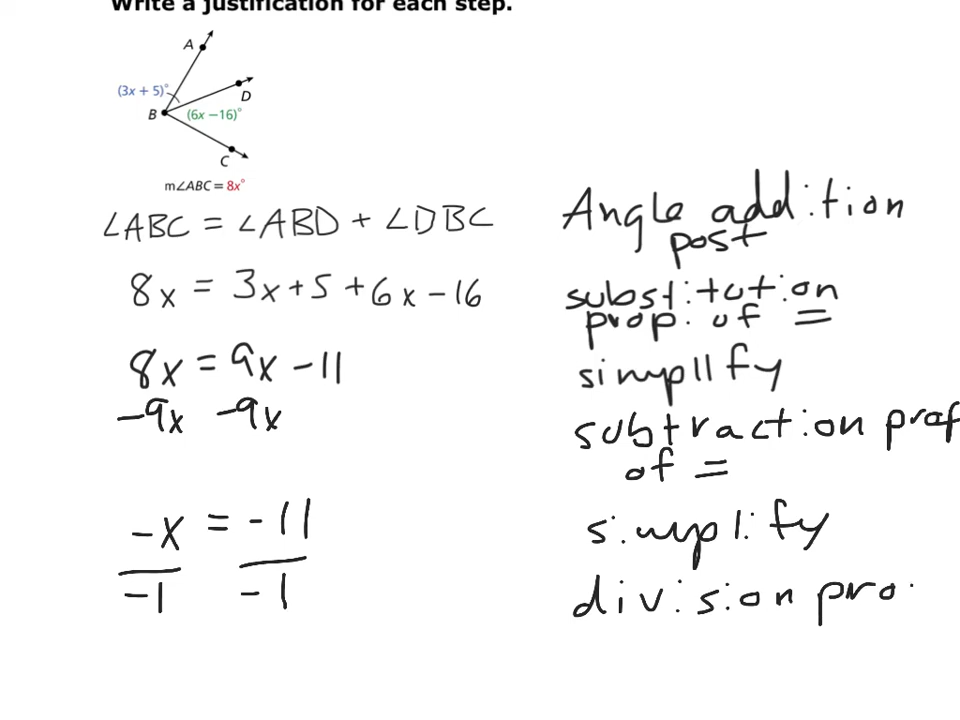 Write a justification for each step.
A
(3x + 5)°
D
B
(6x − 16)°
C
m∠ABC = 8x°
∠ABC = ∠ABD + ∠DBC Angle addition
post
8x = 3x + 5 + 6x − 16 substitution
prop. of =
8x = 9x − 11 simplify
−9x −9x subtraction prop
of =
−x = −11 simplify
−1 −1 division pro